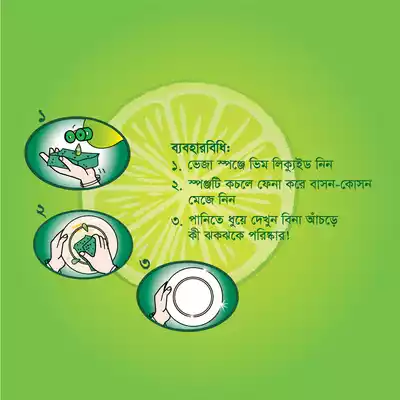 ১
ব্যবহারবিধি:
১. ভেজা স্পঞ্জে ভিম লিক্যুইড নিন
২. স্পঞ্জটি কচলে ফেনা করে বাসন-কোসন
মেজে নিন
৩. পানিতে ধুয়ে দেখুন বিনা আঁচড়ে
কী ঝকঝকে পরিষ্কার!
২
৩